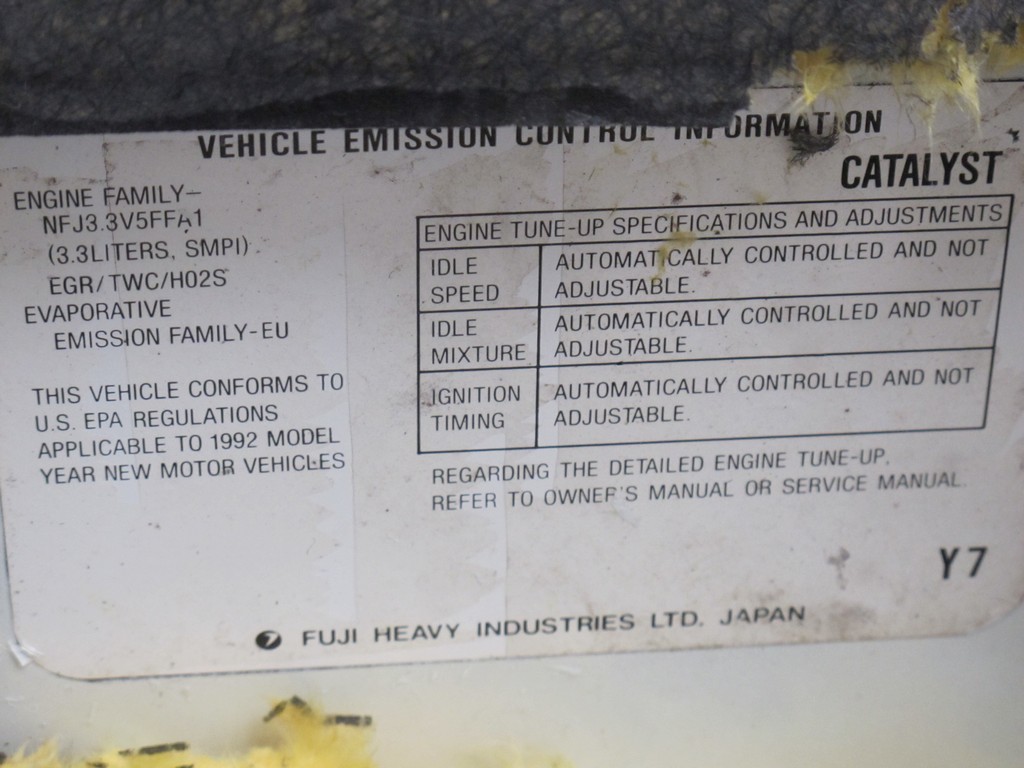 VEHICLE EMISSION CONTROL INFORMATION
CATALYST
ENGINE FAMILY-
NFJ3.3V5FFA1
(3.3LITERS, SMPI)
EGR/TWC/HO2S
EVAPORATIVE
EMISSION FAMILY-EU
THIS VEHICLE CONFORMS TO
U.S. EPA REGULATIONS
APPLICABLE TO 1992 MODEL
YEAR NEW MOTOR VEHICLES
ENGINE TUNE-UP SPECIFICATIONS AND ADJUSTMENTS
IDLE
SPEED
AUTOMATICALLY CONTROLLED AND NOT
ADJUSTABLE.
IDLE
MIXTURE
AUTOMATICALLY CONTROLLED AND NOT
ADJUSTABLE.
IGNITION
TIMING
AUTOMATICALLY CONTROLLED AND NOT
ADJUSTABLE.
REGARDING THE DETAILED ENGINE TUNE-UP,
REFER TO OWNER'S MANUAL OR SERVICE MANUAL.
Y7
FUJI HEAVY INDUSTRIES LTD. JAPAN